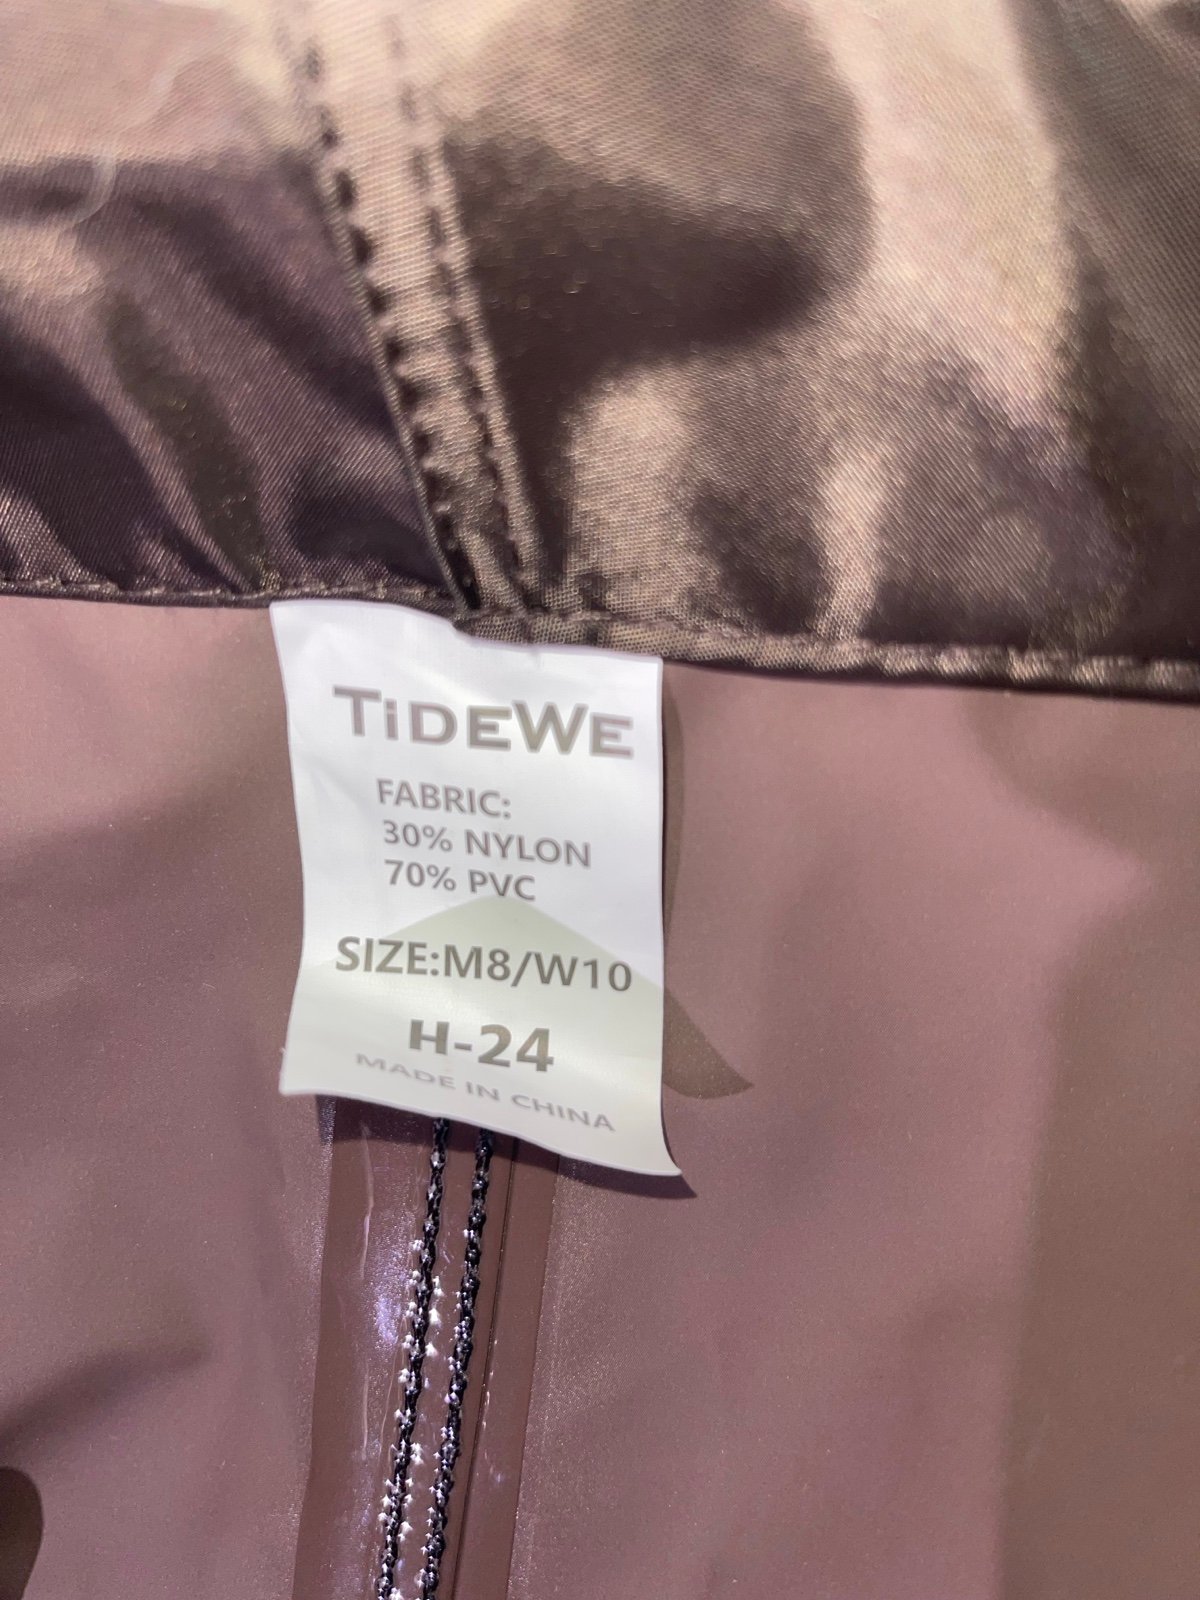 TiDEWE
FABRIC:
30% NYLON
70% PVC
SIZE:M8/W10
H-24
MADE IN CHINA